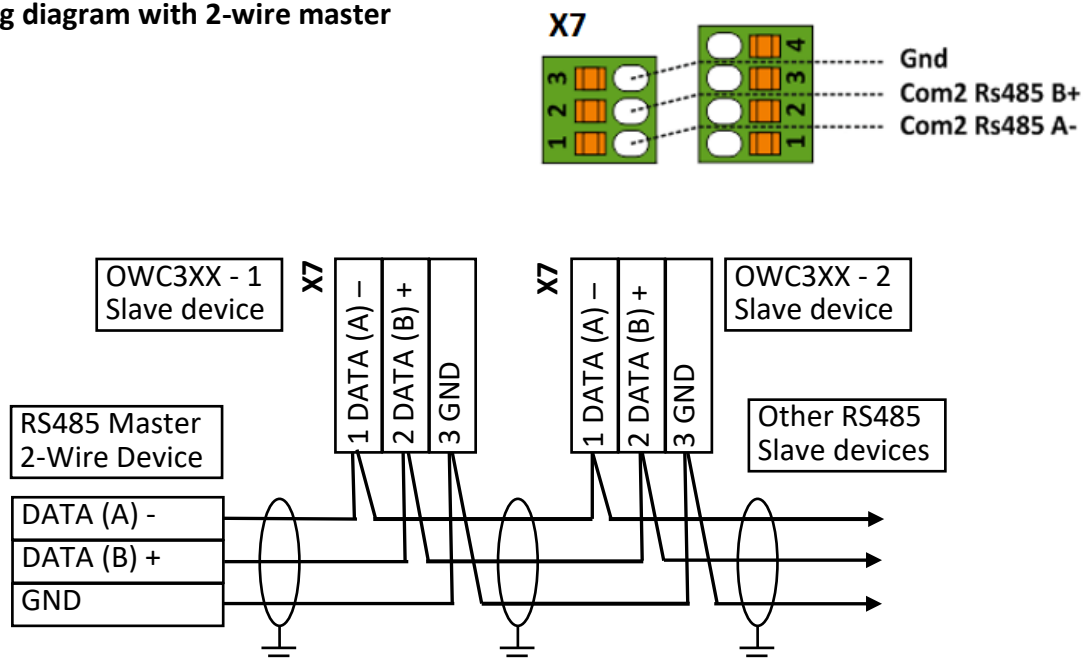 g diagram with 2-wire master
X7
3
2
1
4
3
2
1
Gnd
Com2 Rs485 B+
Com2 Rs485 A-
OWC3XX - 1
Slave device
X7
1 DATA (A) –
2 DATA (B) +
3 GND
X7
1 DATA (A) –
2 DATA (B) +
3 GND
OWC3XX - 2
Slave device
RS485 Master
2-Wire Device
Other RS485
Slave devices
DATA (A) -
DATA (B) +
GND